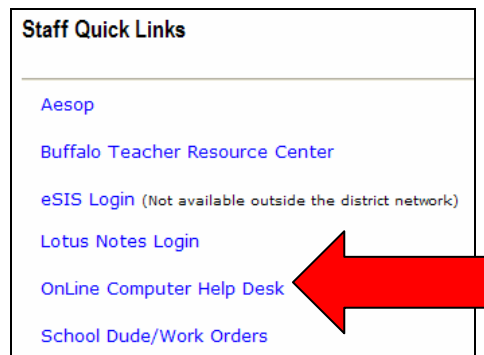 Staff Quick Links
Aesop
Buffalo Teacher Resource Center
eSIS Login (Not available outside the district network)
Lotus Notes Login
OnLine Computer Help Desk
School Dude/Work Orders